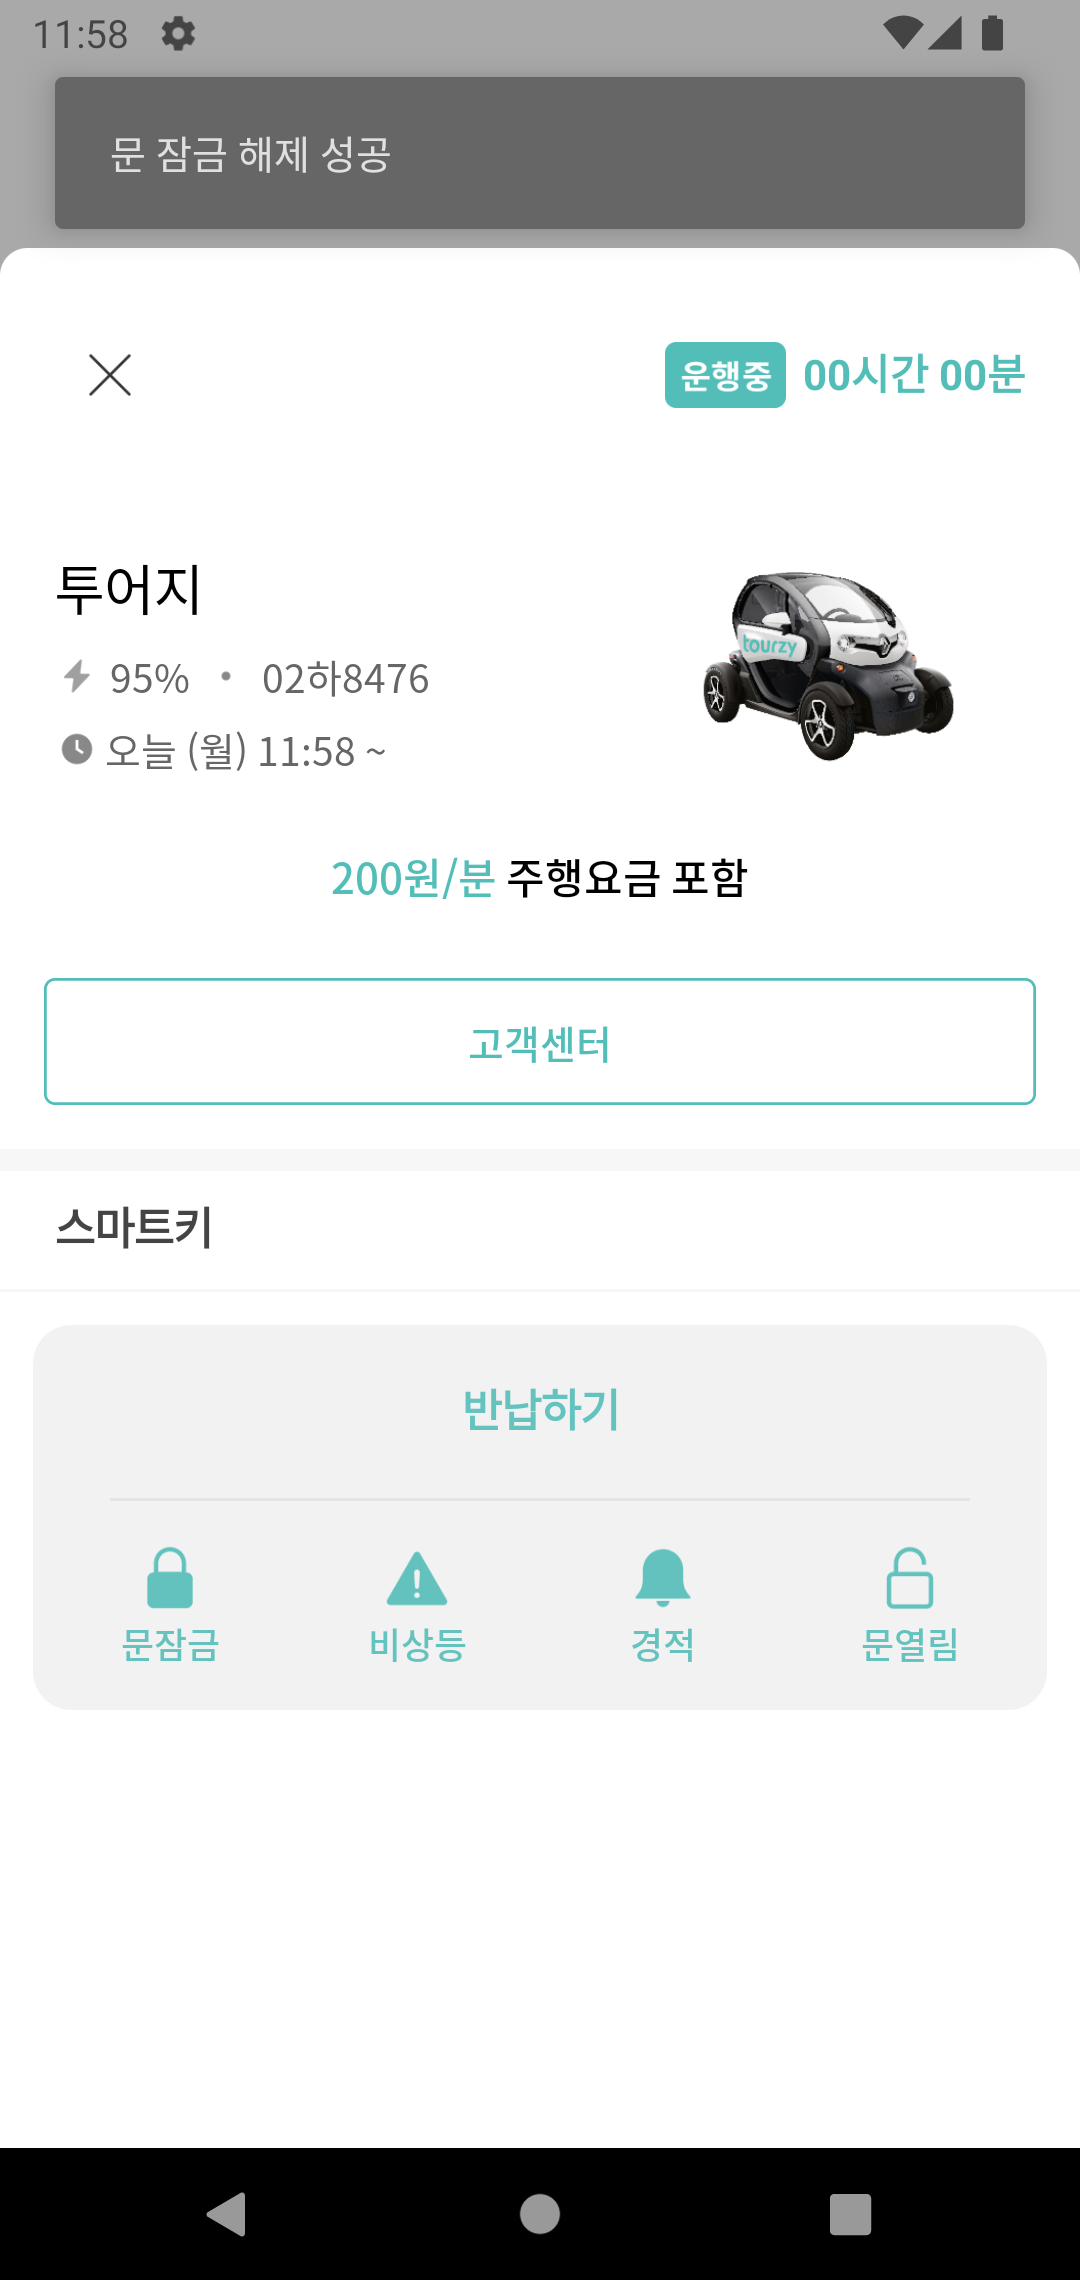 11:58
문 잠금 해제 성공
운행중 00시간 00분
투어지
tourzy
95% • 02하8476
오늘 (월) 11:58 ~
200원/분 주행요금 포함
고객센터
스마트키
반납하기
문잠금 비상등 경적 문열림